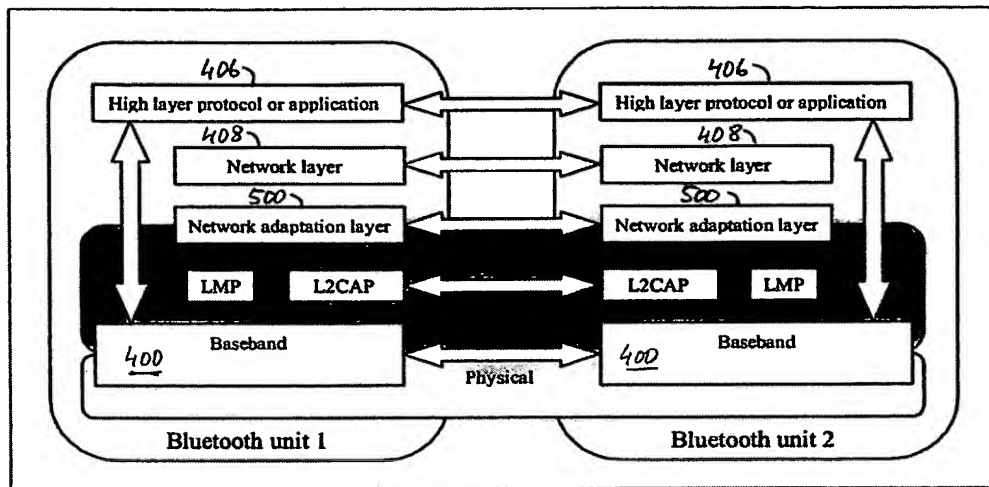 406 406
High layer protocol or application High layer protocol or application
408 408
Network layer Network layer
500 500
Network adaptation layer Network adaptation layer
LMP L2CAP L2CAP LMP
Baseband Baseband
400 400
Physical
Bluetooth unit 1 Bluetooth unit 2